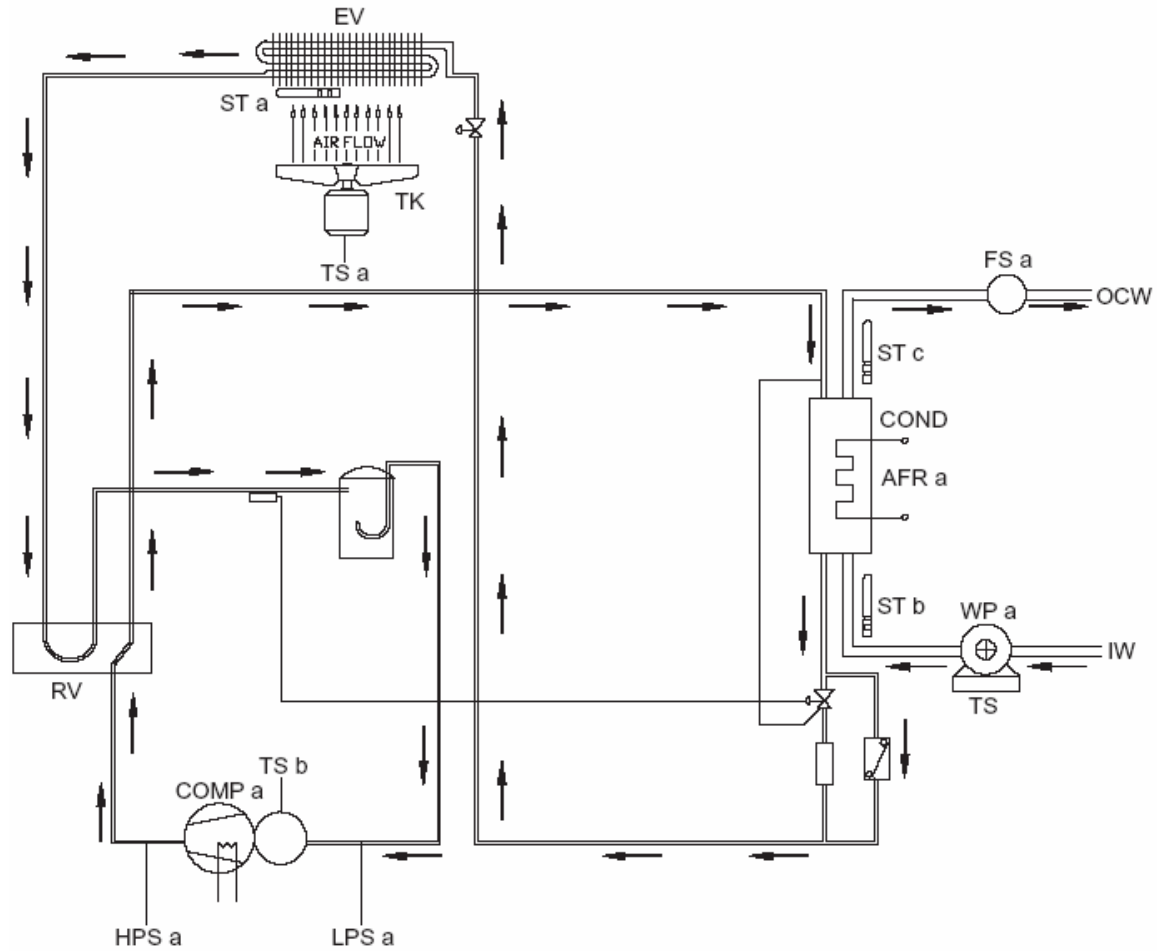 EV
ST a
AIR FLOW
TK
TS a
FS a
OCW
ST c
COND
AFR a
ST b
WP a
IW
TS
RV
TS b
COMP a
HPS a
LPS a